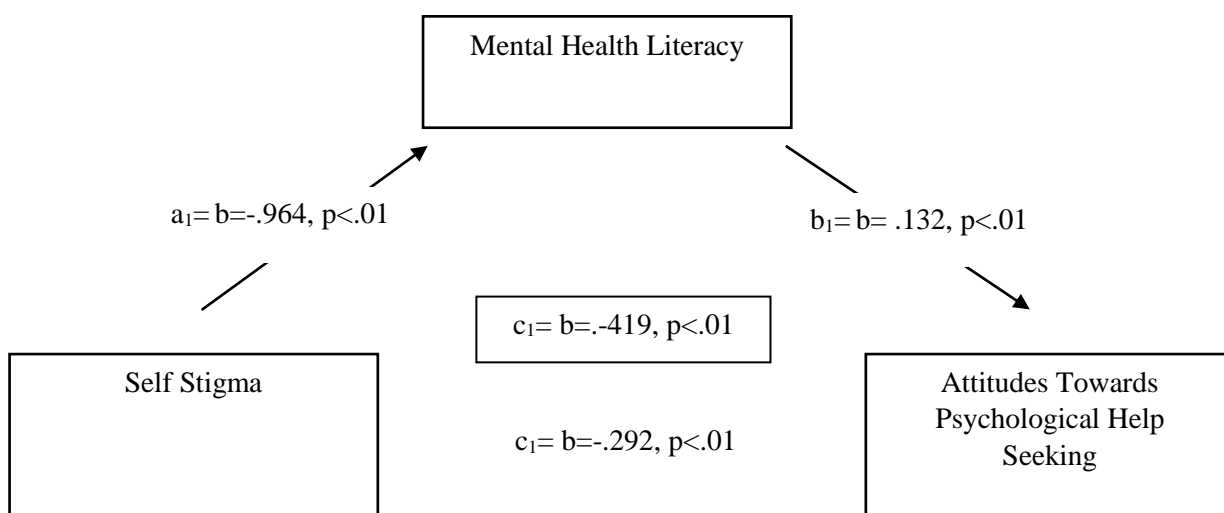 Mental Health Literacy
a₁= b=-.964, p<.01
b₁= b= .132, p<.01
c₁= b=.-419, p<.01
Self Stigma
Attitudes Towards
Psychological Help
Seeking
c₁= b=-.292, p<.01